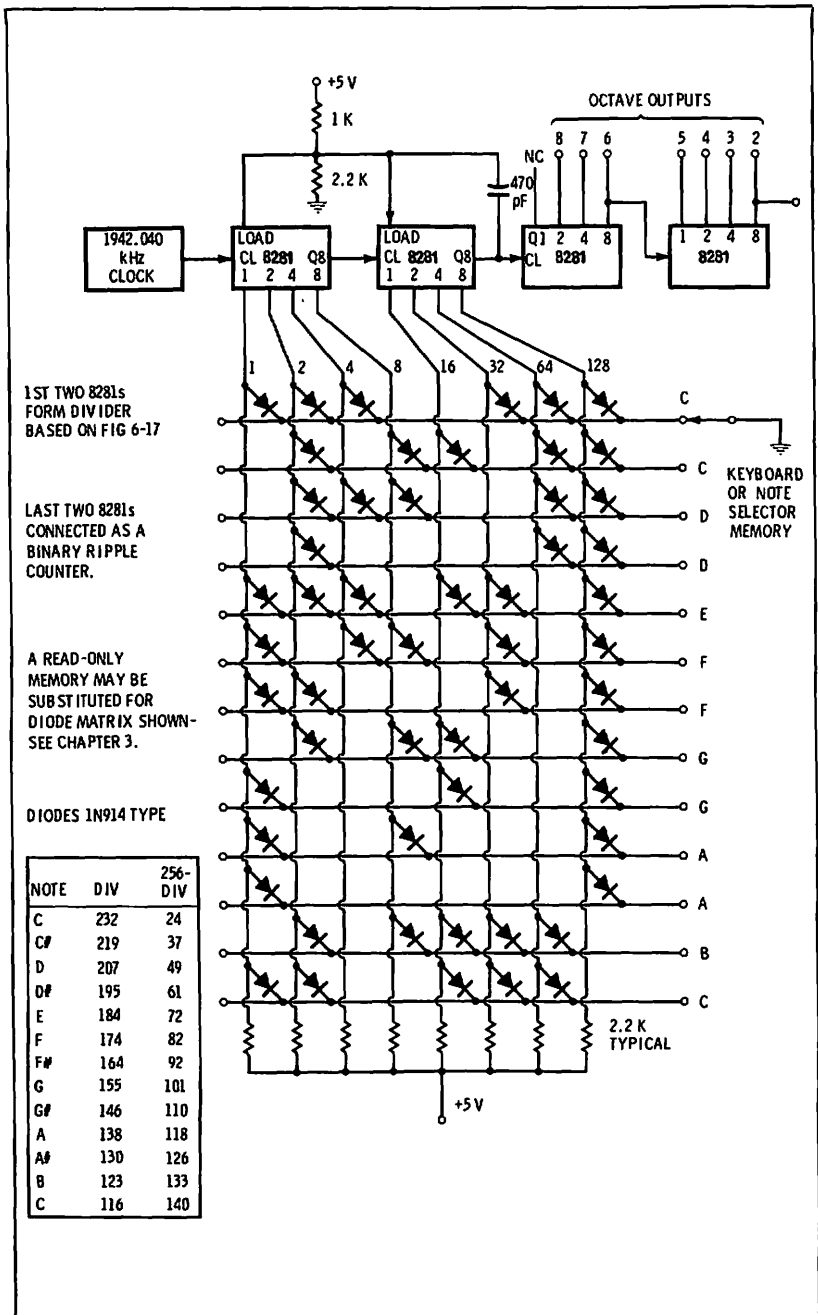 +5 V
1 K
2.2 K
470
pF
OCTAVE OUTPUTS
8 7 6 5 4 3 2
NC
1942.040
kHz
CLOCK
LOAD
CL 8281 Q8
1 2 4 8
LOAD
CL 8281 Q8
1 2 4 8
Q1 2 4 8
CL 8281
1 2 4 8
8281
1 2 4 8 16 32 64 128
1ST TWO 8281s
FORM DIVIDER
BASED ON FIG 6-17
LAST TWO 8281s
CONNECTED AS A
BINARY RIPPLE
COUNTER.
A READ-ONLY
MEMORY MAY BE
SUBSTITUTED FOR
DIODE MATRIX SHOWN-
SEE CHAPTER 3.
DIODES 1N914 TYPE
C
C
D
D
E
F
F
G
G
A
A
B
C
KEYBOARD
OR NOTE
SELECTOR
MEMORY
2.2 K
TYPICAL
+5 V
NOTE DIV 256-
DIV
C 232 24
C# 219 37
D 207 49
D# 195 61
E 184 72
F 174 82
F# 164 92
G 155 101
G# 146 110
A 138 118
A# 130 126
B 123 133
C 116 140